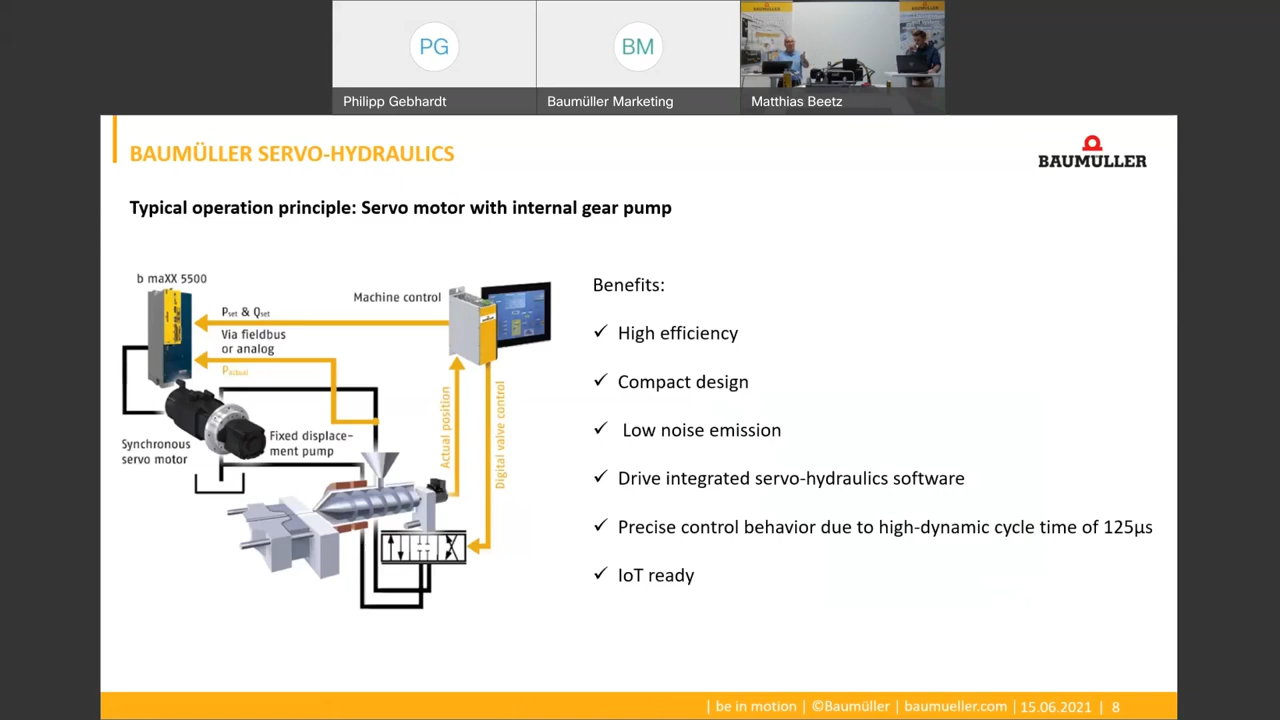 PG
BM
BAUMÜLLER
BAUMÜLLER
Philipp Gebhardt
Baumüller Marketing
Matthias Beetz
BAUMÜLLER SERVO-HYDRAULICS
BAUMÜLLER
Typical operation principle: Servo motor with internal gear pump
b maXX 5500
Machine control
Pset & Qset
Via fieldbus
or analog
Pactual
Actual position
Digital valve control
Synchronous
servo motor
Fixed displace-
ment pump
Benefits:
✓ High efficiency
✓ Compact design
✓ Low noise emission
✓ Drive integrated servo-hydraulics software
✓ Precise control behavior due to high-dynamic cycle time of 125µs
✓ IoT ready
| be in motion | ©Baumüller | baumueller.com | 15.06.2021 | 8